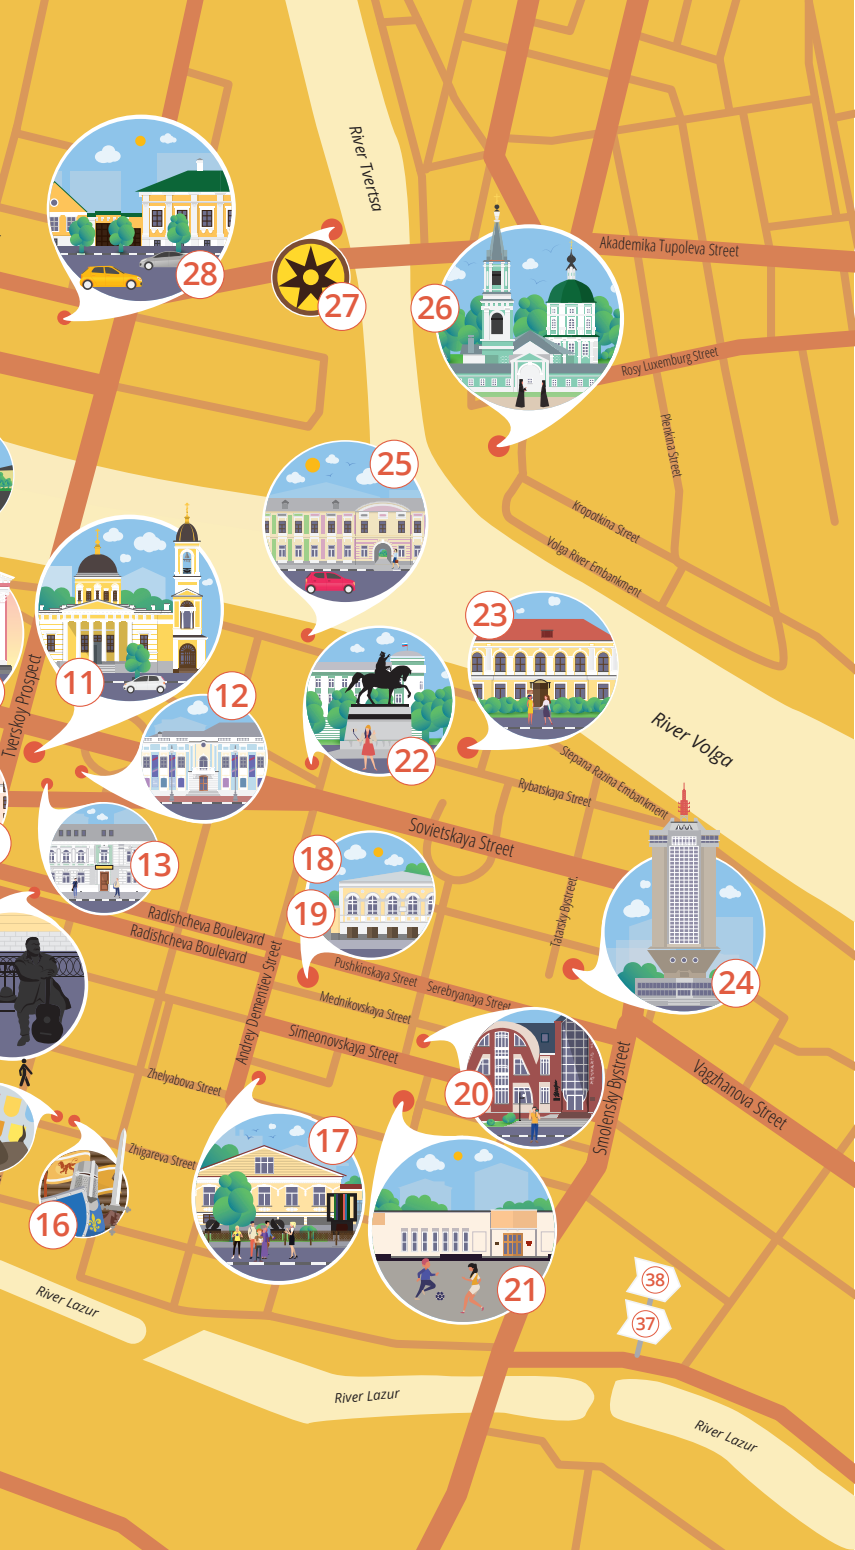 River Tvertsa
Akademika Tupoleva Street
28
27
26
Rosy Luxemburg Street
Plenkina Street
25
Kropotkina Street
Volga River Embankment
23
11
12
Tverskoy Prospect
River Volga
22
Stepana Razina Embankment
Rybatskaya Street
Sovietskaya Street
18
13
19
Tatarsky Bystreet.
Radishcheva Boulevard
Radishcheva Boulevard
Andrey Dementiev Street
Pushkinskaya Street
Serebryanaya Street
24
Mednikovskaya Street
Simeonovskaya Street
Smolensky Bystreet
Vagzhanova Street
Zhelyabova Street
20
17
Zhigareva Street
16
21
38
37
River Lazur
River Lazur
River Lazur